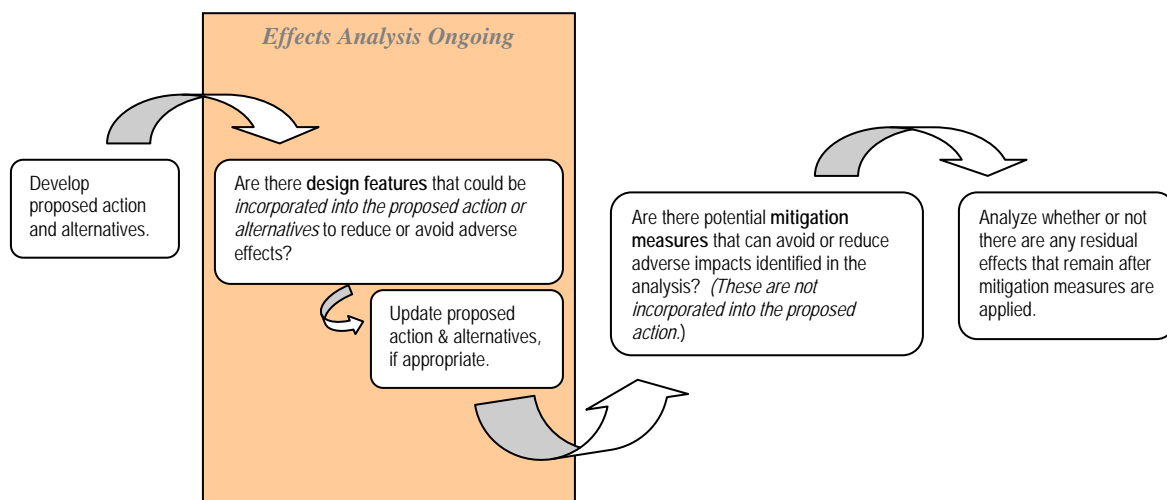 Effects Analysis Ongoing
Develop
proposed action
and alternatives.
Are there design features that could be
incorporated into the proposed action or
alternatives to reduce or avoid adverse
effects?
Update proposed
action & alternatives,
if appropriate.
Are there potential mitigation
measures that can avoid or reduce
adverse impacts identified in the
analysis?  (These are not
incorporated into the proposed
action.)
Analyze whether or not
there are any residual
effects that remain after
mitigation measures are
applied.